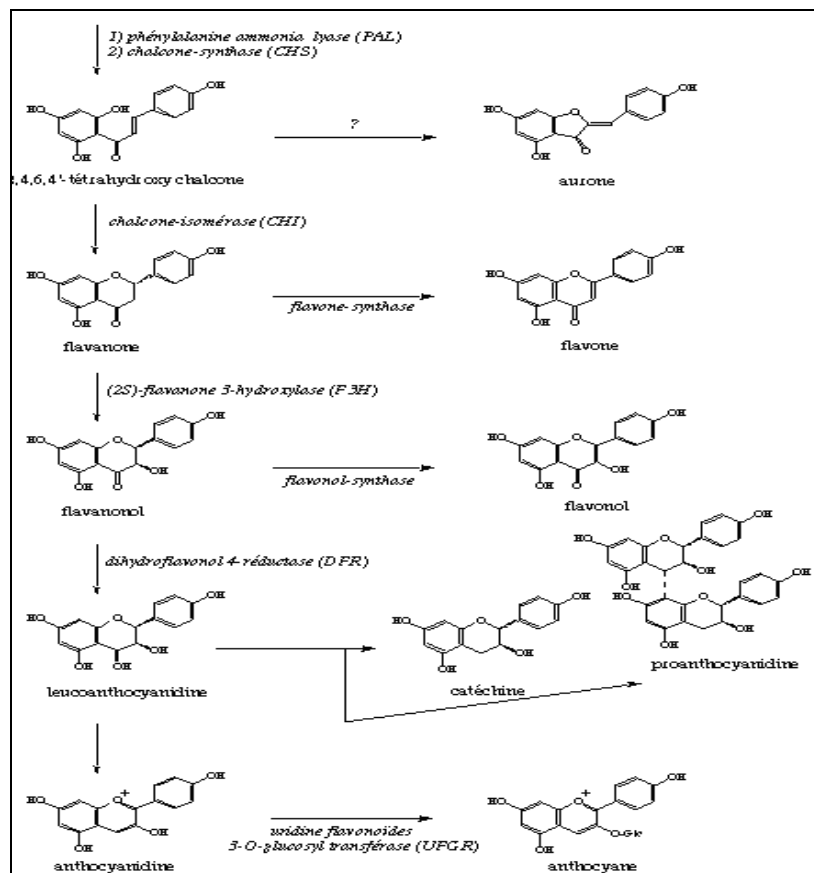 1) phénylalanine ammonia lyase (PAL)
2) chalcone-synthase (CHS)
OH
HO
OH
OH
O
?
HO
O
OH
O
OH
,4,6,4'- tétrahydroxy chalcone
aurone
chalcone-isomérase (CHI)
OH
HO
O
OH
O
flavone- synthase
OH
HO
O
OH
O
flavanone
flavone
(2S)-flavanone 3-hydroxylase (F3H)
OH
HO
O
OH
OH
O
flavonol-synthase
OH
HO
O
OH
OH
O
flavanonol
flavonol
dihydroflavonol 4-réductase (DFR)
OH
HO
O
OH
OH
OH
HO
O
OH
OH
OH
HO
O
OH
OH
HO
O
OH
OH
OH
leucoanthocyanidine
catéchine
proanthocyanidine
OH
HO
O
+
OH
OH
uridine flavonoïdes
3-O-glucosyl transférase (UFGR)
OH
HO
O
+
O-Glc
OH
anthocyanidine
anthocyane